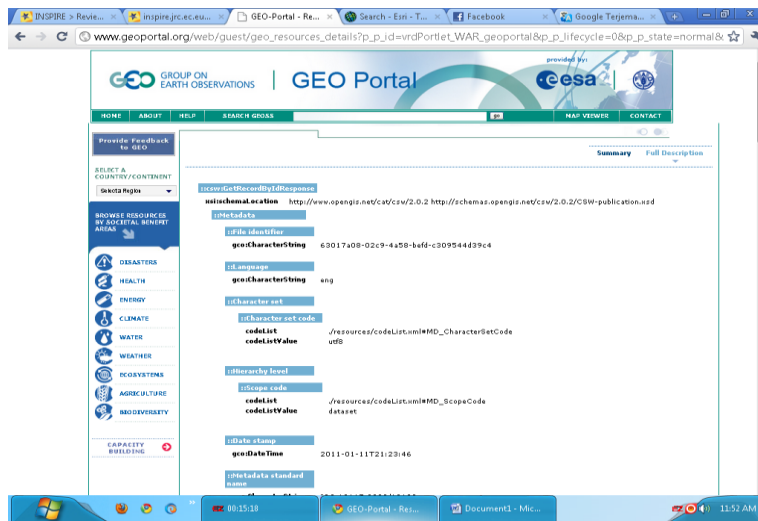 INSPIRE > Revie...
inspire.jrc.ec.eu...
GEO-Portal - Re...
Search - Esri - T...
Facebook
Google Terjema...
www.geoportal.org/web/guest/geo_resources_details?p_p_id=vrdPortlet_WAR_geoportal&p_p_lifecycle=0&p_p_state=normal&
GEO GROUP ON EARTH OBSERVATIONS
GEO Portal
provided by:
esa
HOME ABOUT HELP SEARCH GEOSS go MAP VIEWER CONTACT
Provide Feedback
to GEO
Summary Full Description
SELECT A
COUNTRY/CONTINENT
Select a Region
BROWSE RESOURCES
BY SOCIETAL BENEFIT
AREAS
DISASTERS
HEALTH
ENERGY
CLIMATE
WATER
WEATHER
ECOSYSTEMS
AGRICULTURE
BIODIVERSITY
CAPACITY
BUILDING
::csw:GetRecordByIdResponse
xsi:schemaLocation http://www.opengis.net/cat/csw/2.0.2 http://schemas.opengis.net/csw/2.0.2/CSW-publication.xsd
::Metadata
::File identifier
gco:CharacterString 63017a08-02c9-4a58-befd-c309544d39c4
::Language
gco:CharacterString eng
::Character set
::Character set code
codeList ./resources/codeList.xml#MD_CharacterSetCode
codeListValue utf8
::Hierarchy level
::Scope code
codeList ./resources/codeList.xml#MD_ScopeCode
codeListValue dataset
::Date stamp
gco:DateTime 2011-01-11T21:23:46
::Metadata standard
name
00:15:18
GEO-Portal - Res...
Document1 - Mic...
11:52 AM